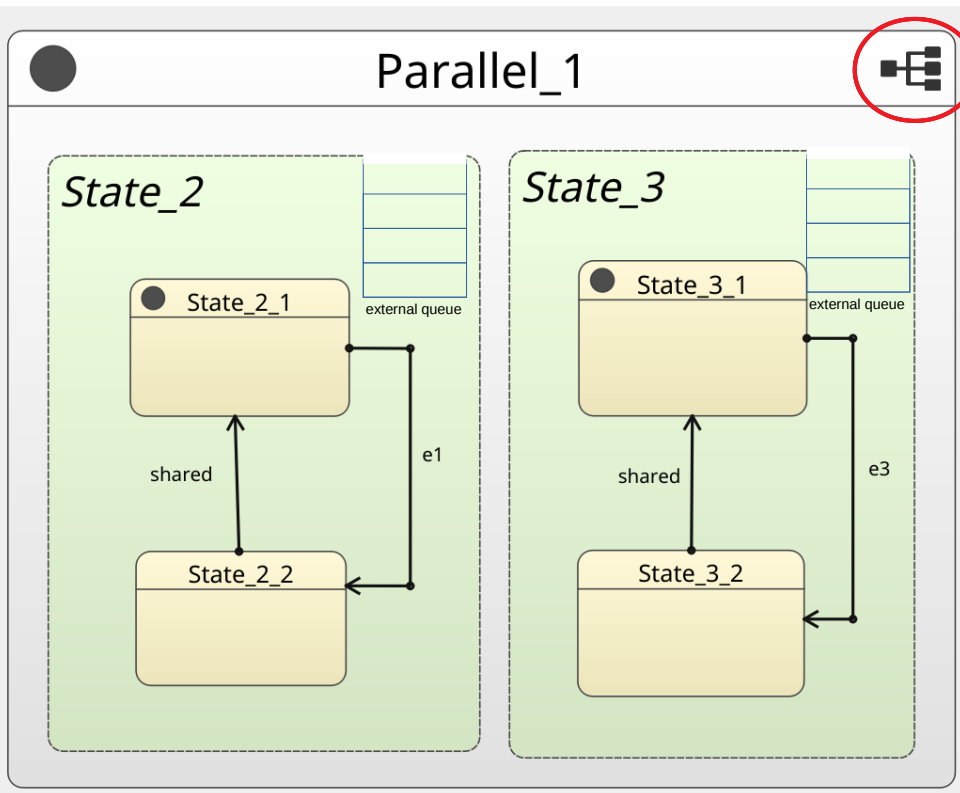 Parallel_1
State_2
external queue
State_2_1
e1
shared
State_2_2
State_3
external queue
State_3_1
e3
shared
State_3_2